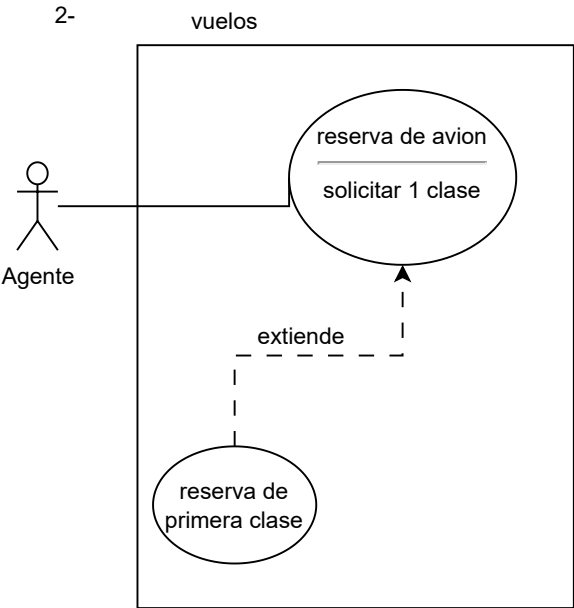 2-
vuelos
reserva de avion
solicitar 1 clase
Agente
extiende
reserva de
primera clase